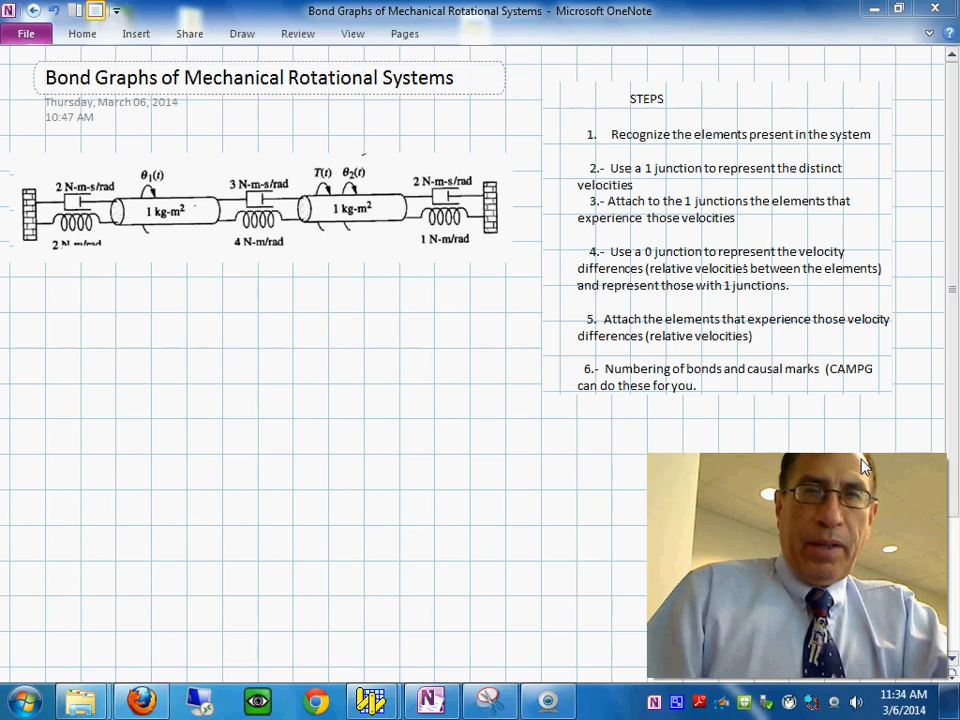 Bond Graphs of Mechanical Rotational Systems - Microsoft OneNote
File Home Insert Share Draw Review View Pages
Bond Graphs of Mechanical Rotational Systems
Thursday, March 06, 2014
10:47 AM
θ1(t) T(t) θ2(t)
2 N-m-s/rad 3 N-m-s/rad 2 N-m-s/rad
1 kg-m² 1 kg-m²
2 N-m/rad 4 N-m/rad 1 N-m/rad
STEPS
1. Recognize the elements present in the system
2.- Use a 1 junction to represent the distinct
velocities
3.- Attach to the 1 junctions the elements that
experience those velocities
4.- Use a 0 junction to represent the velocity
differences (relative velocities between the elements)
and represent those with 1 junctions.
5. Attach the elements that experience those velocity
differences (relative velocities)
6.- Numbering of bonds and causal marks (CAMPG
can do these for you.
11:34 AM
3/6/2014